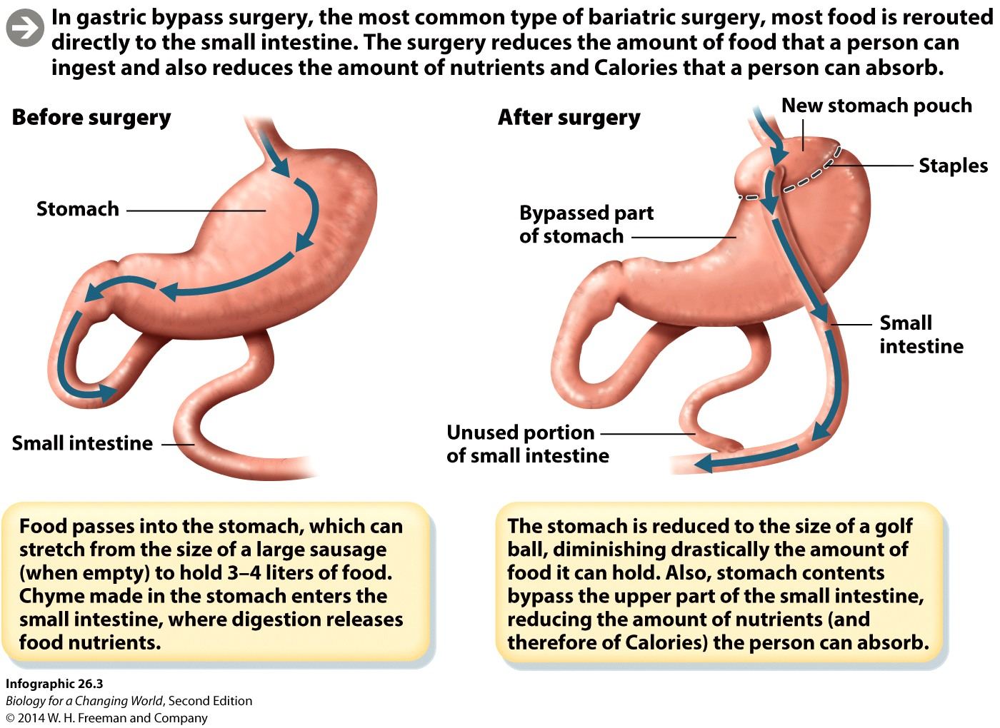 In gastric bypass surgery, the most common type of bariatric surgery, most food is rerouted
directly to the small intestine. The surgery reduces the amount of food that a person can
ingest and also reduces the amount of nutrients and Calories that a person can absorb.
Before surgery
Stomach
Small intestine
Food passes into the stomach, which can
stretch from the size of a large sausage
(when empty) to hold 3–4 liters of food.
Chyme made in the stomach enters the
small intestine, where digestion releases
food nutrients.
After surgery
New stomach pouch
Staples
Bypassed part
of stomach
Small
intestine
Unused portion
of small intestine
The stomach is reduced to the size of a golf
ball, diminishing drastically the amount of
food it can hold. Also, stomach contents
bypass the upper part of the small intestine,
reducing the amount of nutrients (and
therefore of Calories) the person can absorb.
Infographic 26.3
Biology for a Changing World, Second Edition
© 2014 W. H. Freeman and Company